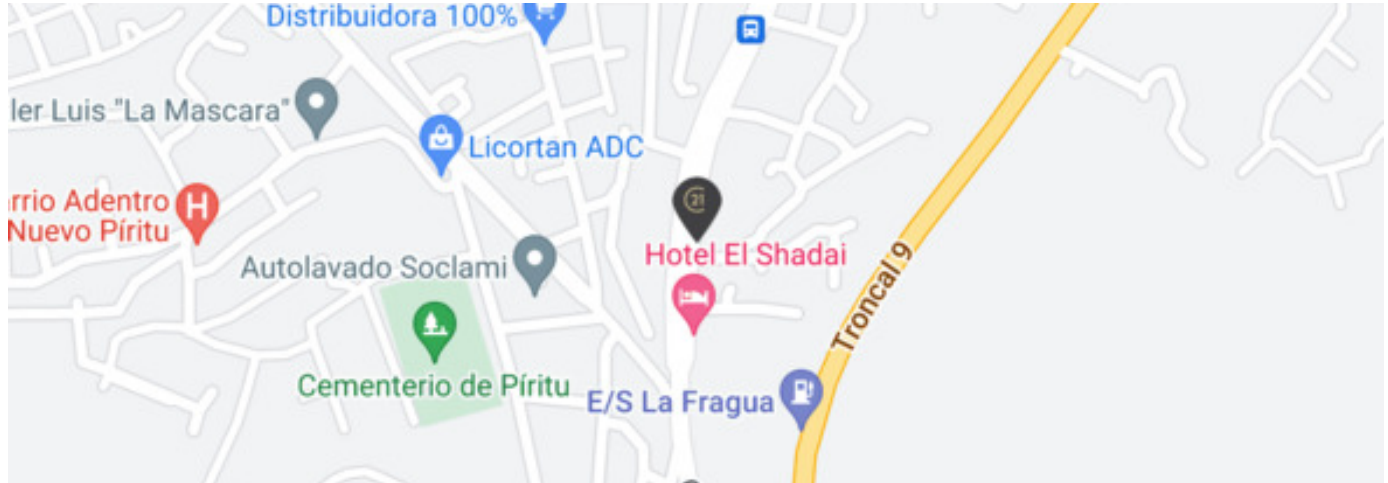 Distribuidora 100%
ler Luis "La Mascara"
Licortan ADC
rrio Adentro
Nuevo Píritu
H
21
Hotel El Shadai
Autolavado Soclami
Troncal 9
Cementerio de Píritu
E/S La Fragua